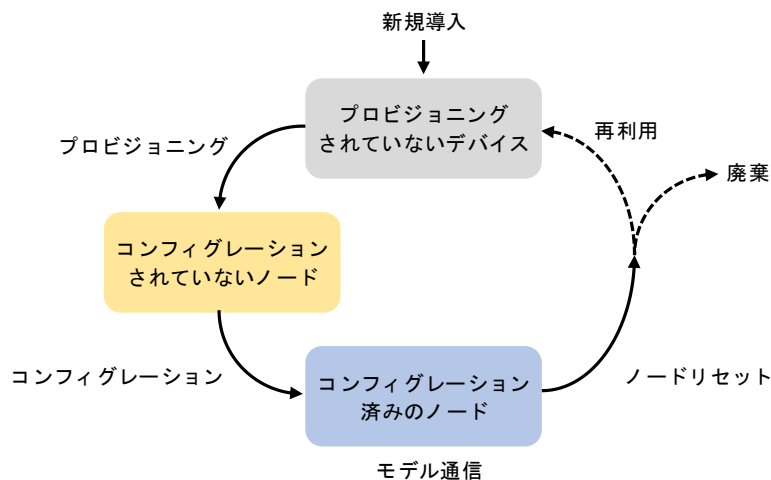 新規導入
プロビジョニング
されていないデバイス
再利用
プロビジョニング
廃棄
コンフィグレーション
されていないノード
コンフィグレーション
コンフィグレーション
済みのノード
ノードリセット
モデル通信